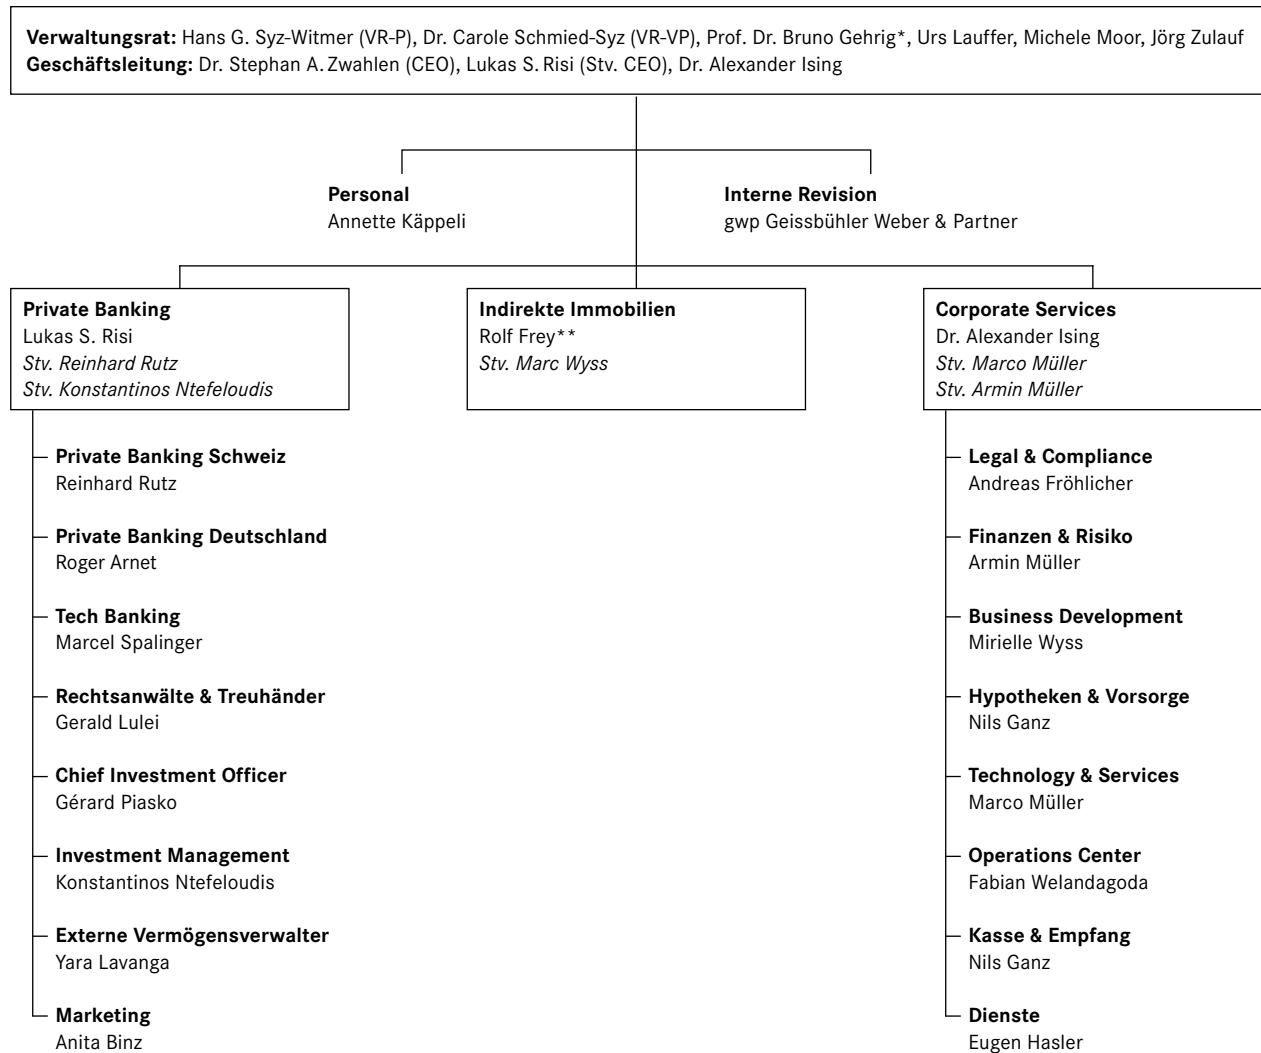 Verwaltungsrat: Hans G. Syz-Witmer (VR-P), Dr. Carole Schmied-Syz (VR-VP), Prof. Dr. Bruno Gehrig*, Urs Lauffer, Michele Moor, Jörg Zulauf
Geschäftsleitung: Dr. Stephan A. Zwahlen (CEO), Lukas S. Risi (Stv. CEO), Dr. Alexander Ising
Personal
Annette Käppeli
Interne Revision
gwp Geissbühler Weber & Partner
Private Banking
Lukas S. Risi
Stv. Reinhard Rutz
Stv. Konstantinos Ntefeloudis
Indirekte Immobilien
Rolf Frey**
Stv. Marc Wyss
Corporate Services
Dr. Alexander Ising
Stv. Marco Müller
Stv. Armin Müller
Private Banking Schweiz
Reinhard Rutz
Private Banking Deutschland
Roger Arnet
Tech Banking
Marcel Spalinger
Rechtsanwälte & Treuhänder
Gerald Lulei
Chief Investment Officer
Gérard Piasko
Investment Management
Konstantinos Ntefeloudis
Externe Vermögensverwalter
Yara Lavanga
Marketing
Anita Binz
Legal & Compliance
Andreas Fröhlicher
Finanzen & Risiko
Armin Müller
Business Development
Mirielle Wyss
Hypotheken & Vorsorge
Nils Ganz
Technology & Services
Marco Müller
Operations Center
Fabian Welandagoda
Kasse & Empfang
Nils Ganz
Dienste
Eugen Hasler